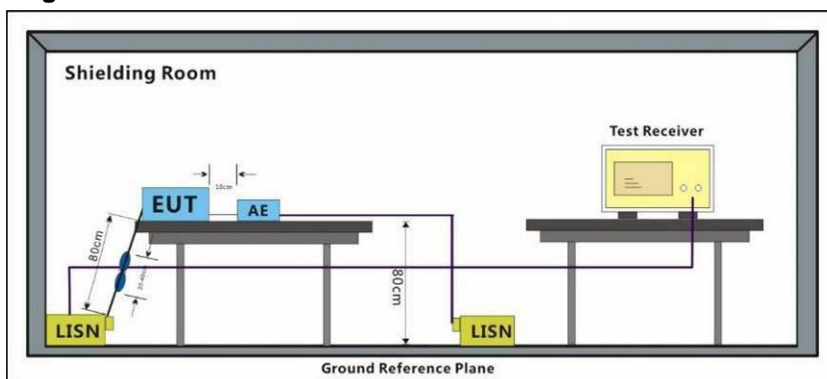 Shielding Room
Test Receiver
10cm
EUT
AE
80cm
80cm
LISN
LISN
Ground Reference Plane